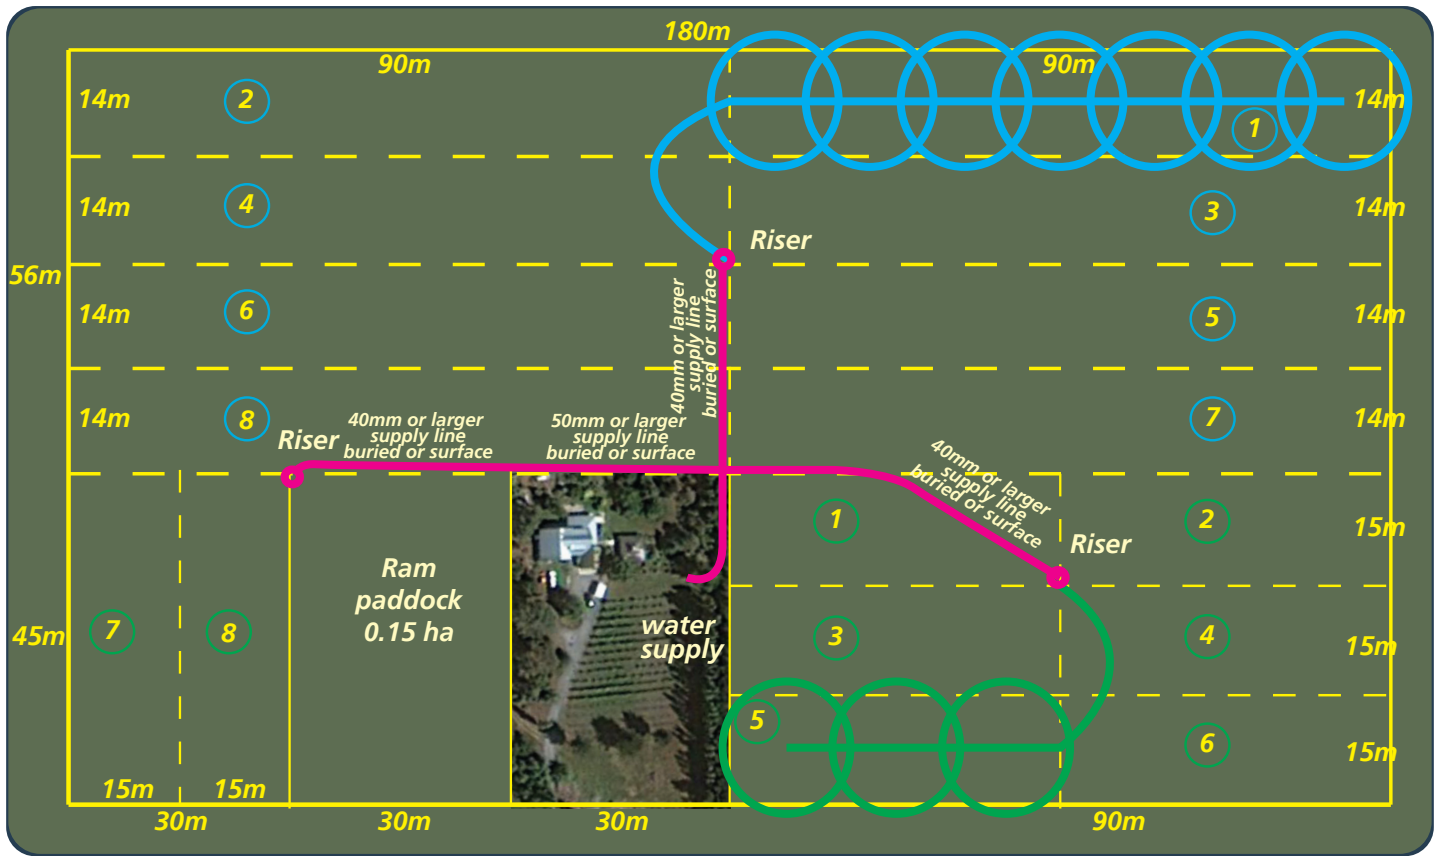 180m
90m
90m
14m
2
1
14m
14m
4
3
14m
Riser
56m
14m
6
5
14m
40mm or larger
supply line
buried or surface
14m
8
7
14m
Riser
40mm or larger
supply line
buried or surface
50mm or larger
supply line
buried or surface
40mm or larger
supply line
buried or surface
1
2
15m
Riser
Ram
paddock
0.15 ha
water
supply
45m
7
8
3
4
15m
5
6
15m
15m
15m
30m
30m
30m
90m